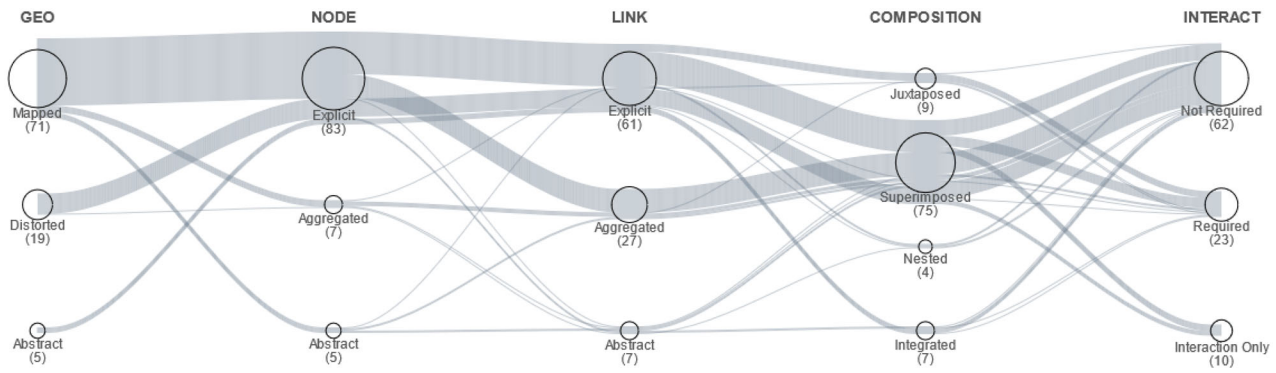 GEO
NODE
LINK
COMPOSITION
INTERACT
Mapped
(71)
Explicit
(83)
Explicit
(61)
Juxtaposed
(9)
Not Required
(62)
Superimposed
(75)
Distorted
(19)
Aggregated
(7)
Aggregated
(27)
Required
(23)
Nested
(4)
Abstract
(5)
Abstract
(5)
Abstract
(7)
Integrated
(7)
Interaction Only
(10)